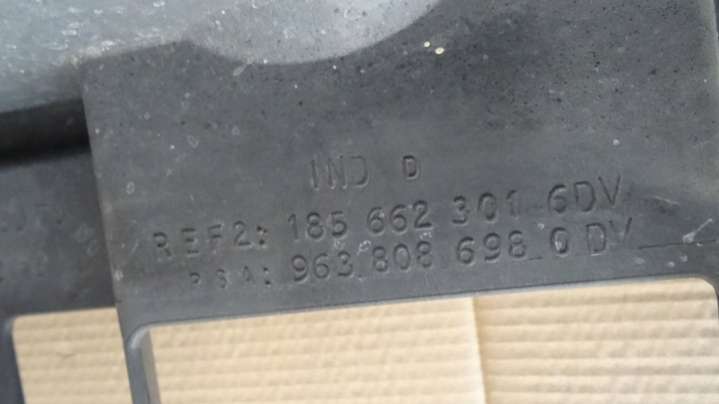 IND D
REF2: 185 662 301 6DV
PSA: 963 808 698 0 DV